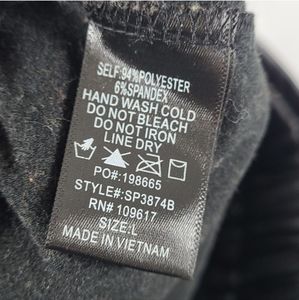 SELF:94%POLYESTER
6%SPANDEX
HAND WASH COLD
DO NOT BLEACH
DO NOT IRON
LINE DRY
PO#:198665
STYLE#:SP3874B
RN# 109617
SIZE:L
MADE IN VIETNAM